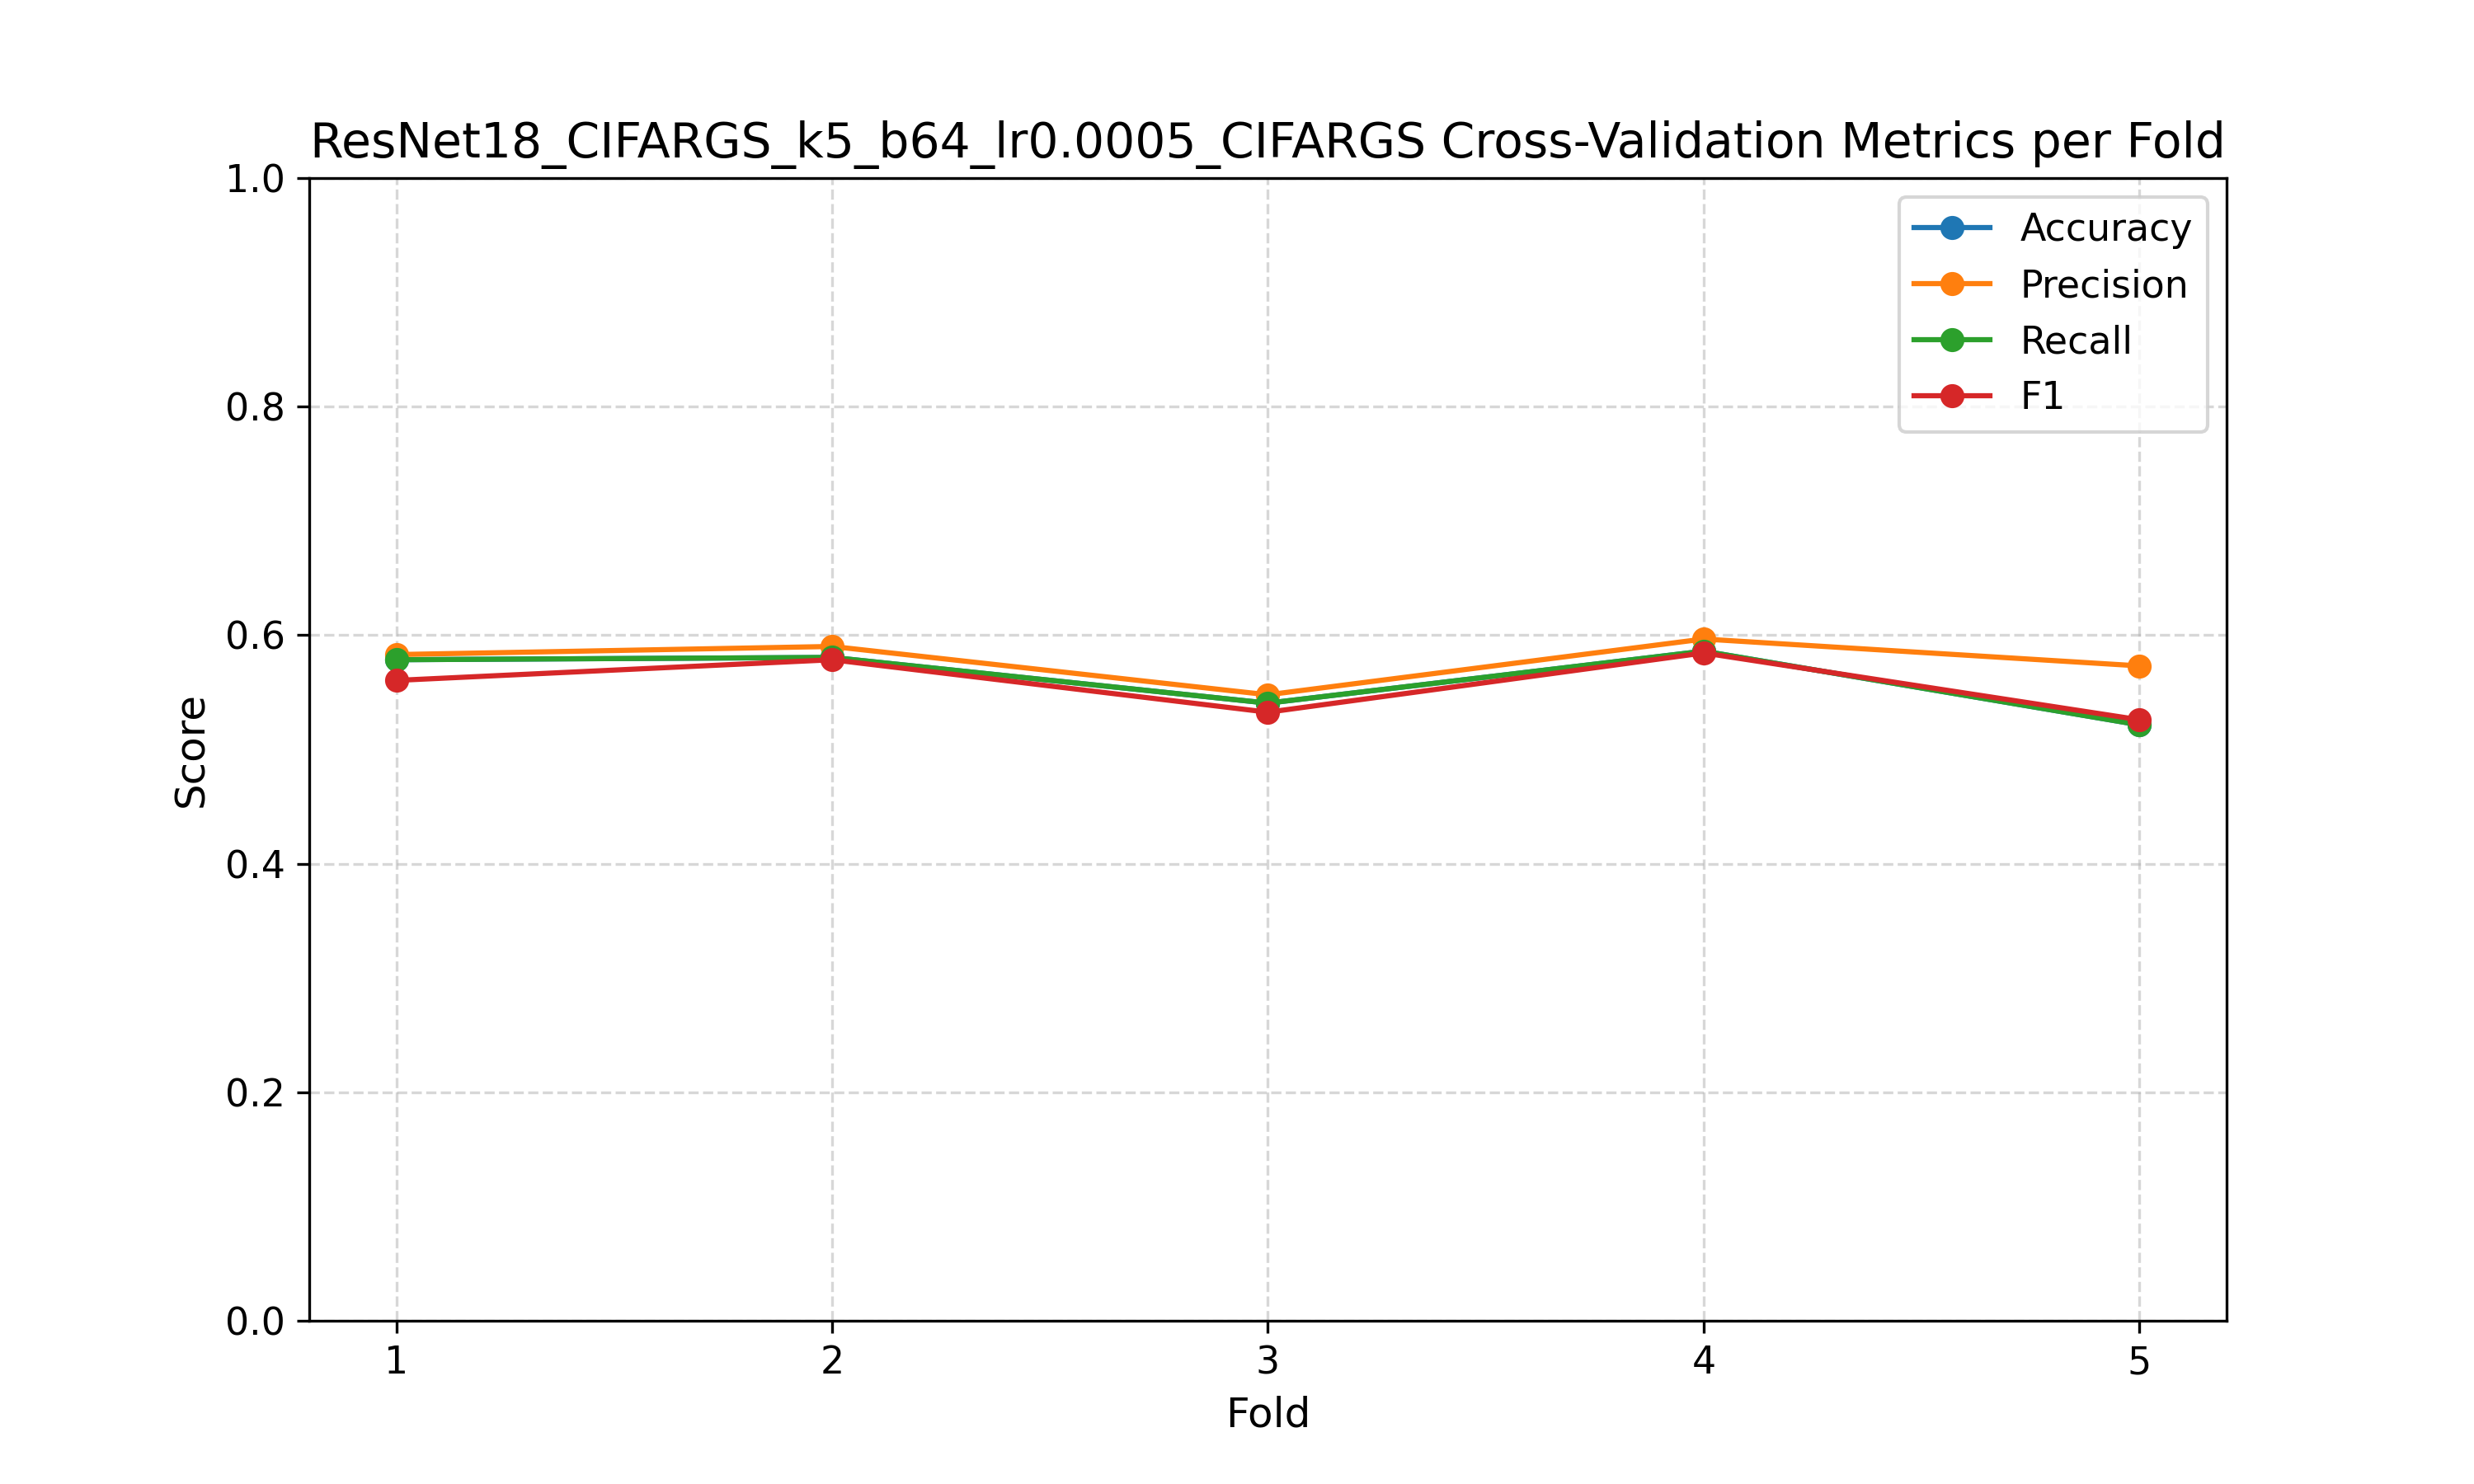 ResNet18_CIFARGS_k5_b64_lr0.0005_CIFARGS Cross-Validation Metrics per Fold
1.0
0.8
0.6
0.4
0.2
0.0
Score
Accuracy
Precision
Recall
F1
1 2 3 4 5
Fold